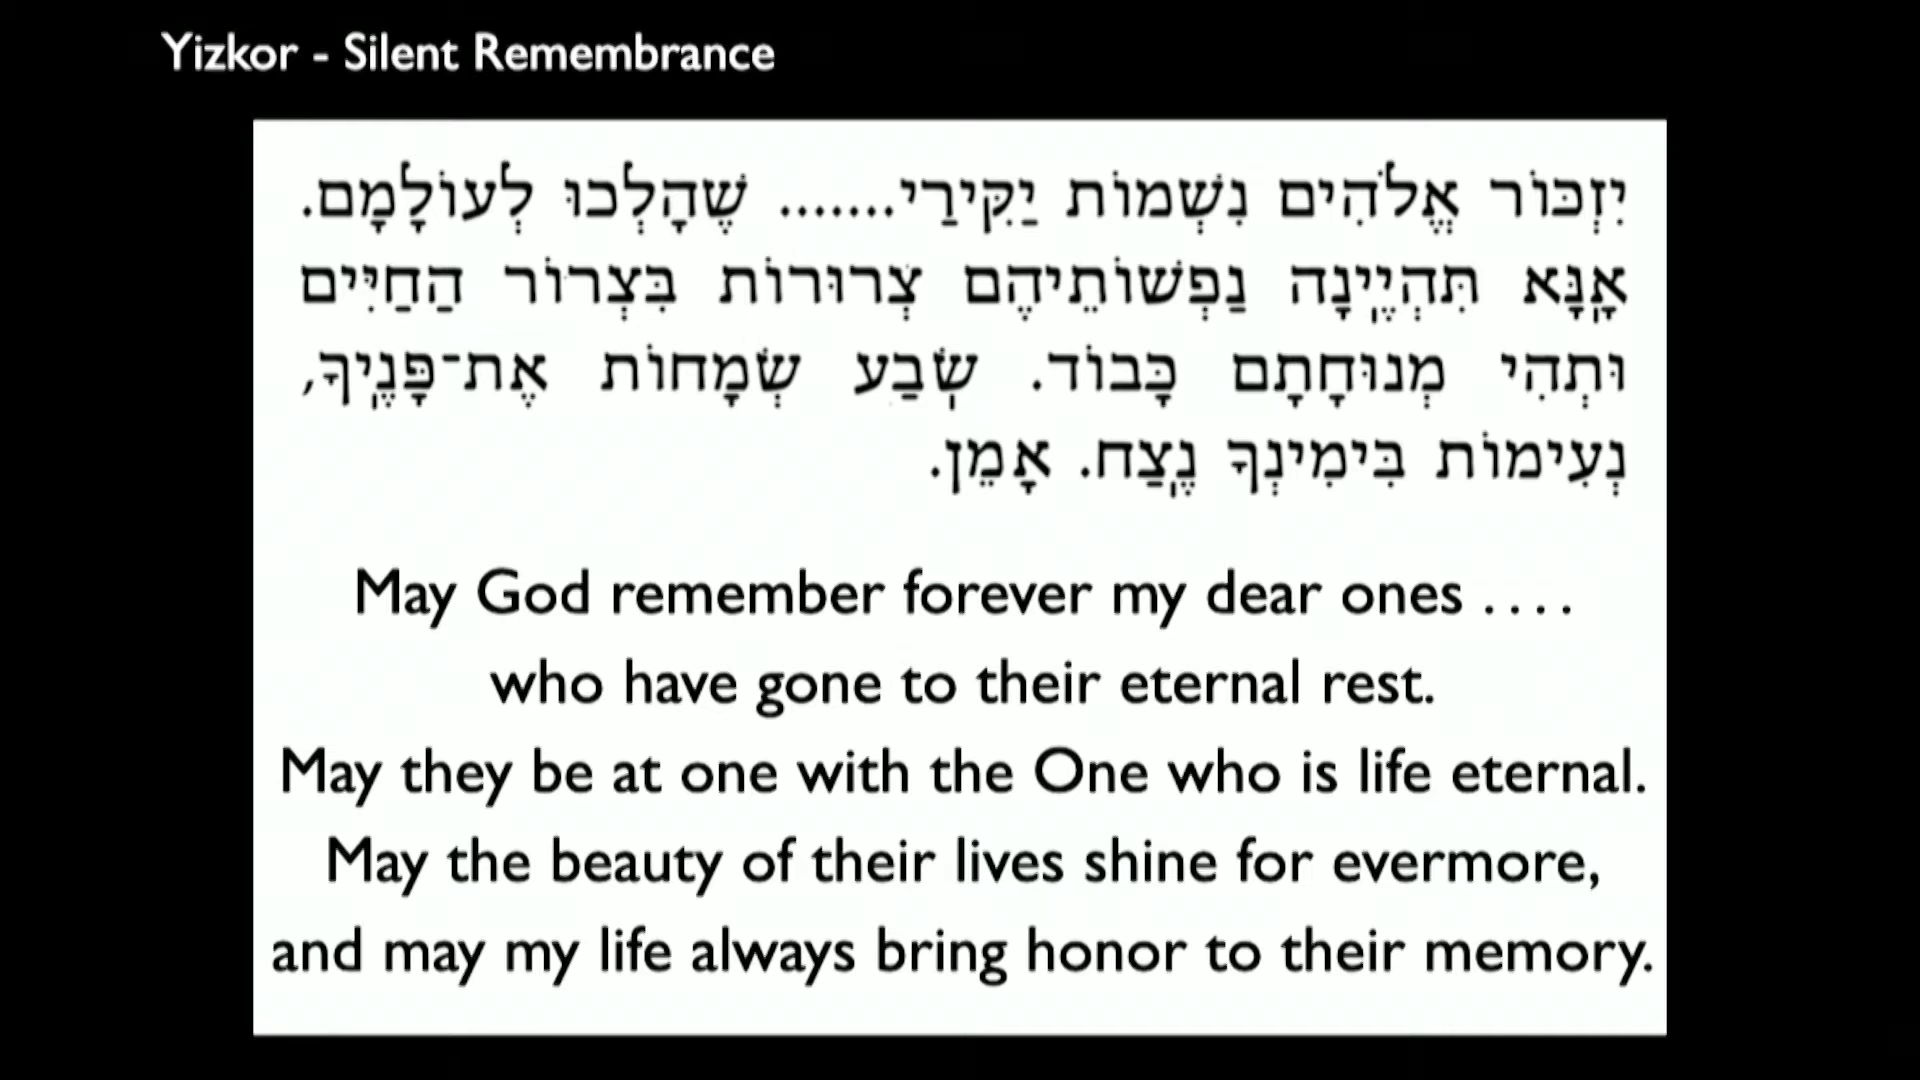 Yizkor - Silent Remembrance
יִזְכּוֹר אֱלֹהִים נִשְׁמוֹת יַקִּירַי....... שֶׁהָלְכוּ לְעוֹלָמָם.
אָֽנָּא תִּהְיֶֽינָה נַפְשׁוֹתֵיהֶם צְרוּרוֹת בִּצְרוֹר הַחַיִּים
וּתְהִי מְנוּחָתָם כָּבוֹד. שֽׂבַע שְׂמָחוֹת אֶת־פָּנֶֽיךָ,
נְעִימוֹת בִּימִינְךָ נֶֽצַח. אָמֵן.
May God remember forever my dear ones . . . .
who have gone to their eternal rest.
May they be at one with the One who is life eternal.
May the beauty of their lives shine for evermore,
and may my life always bring honor to their memory.